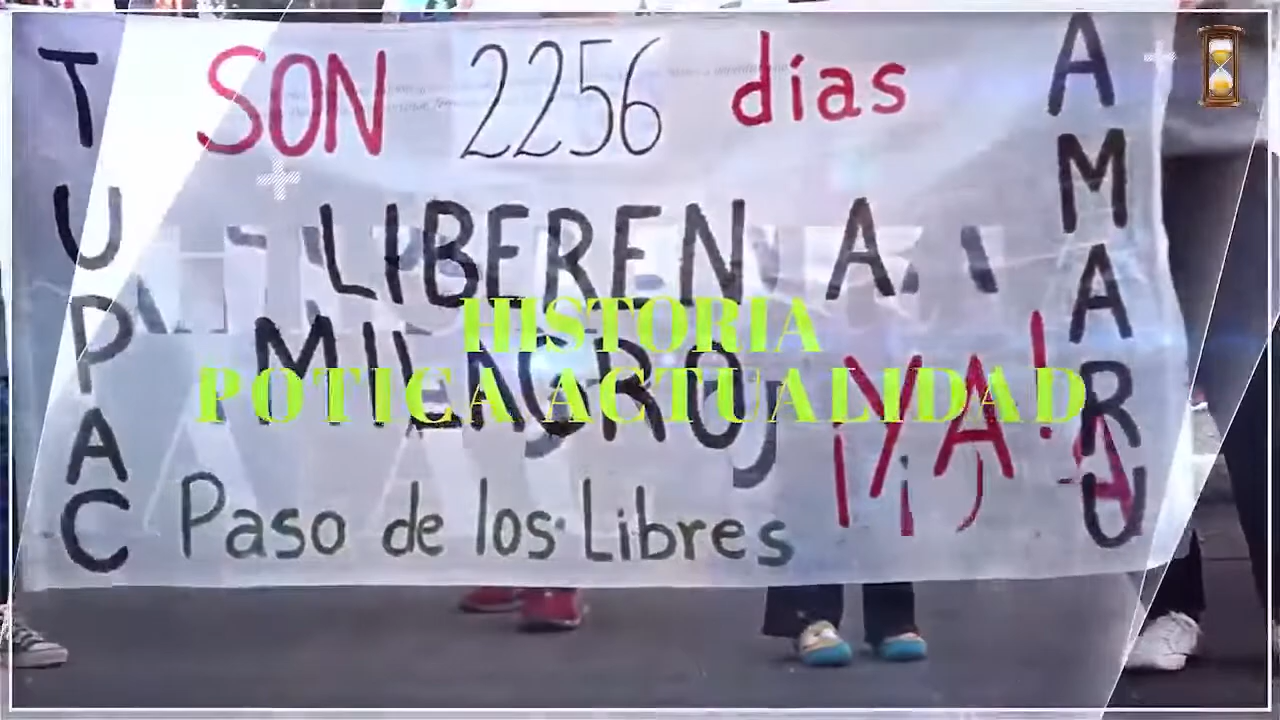 TUPAC
SON 2256 días
LIBEREN A
MILAGRO ¡YA!
Paso de los Libres
AMARU
HISTORIA
POTICA ACTUALIDAD